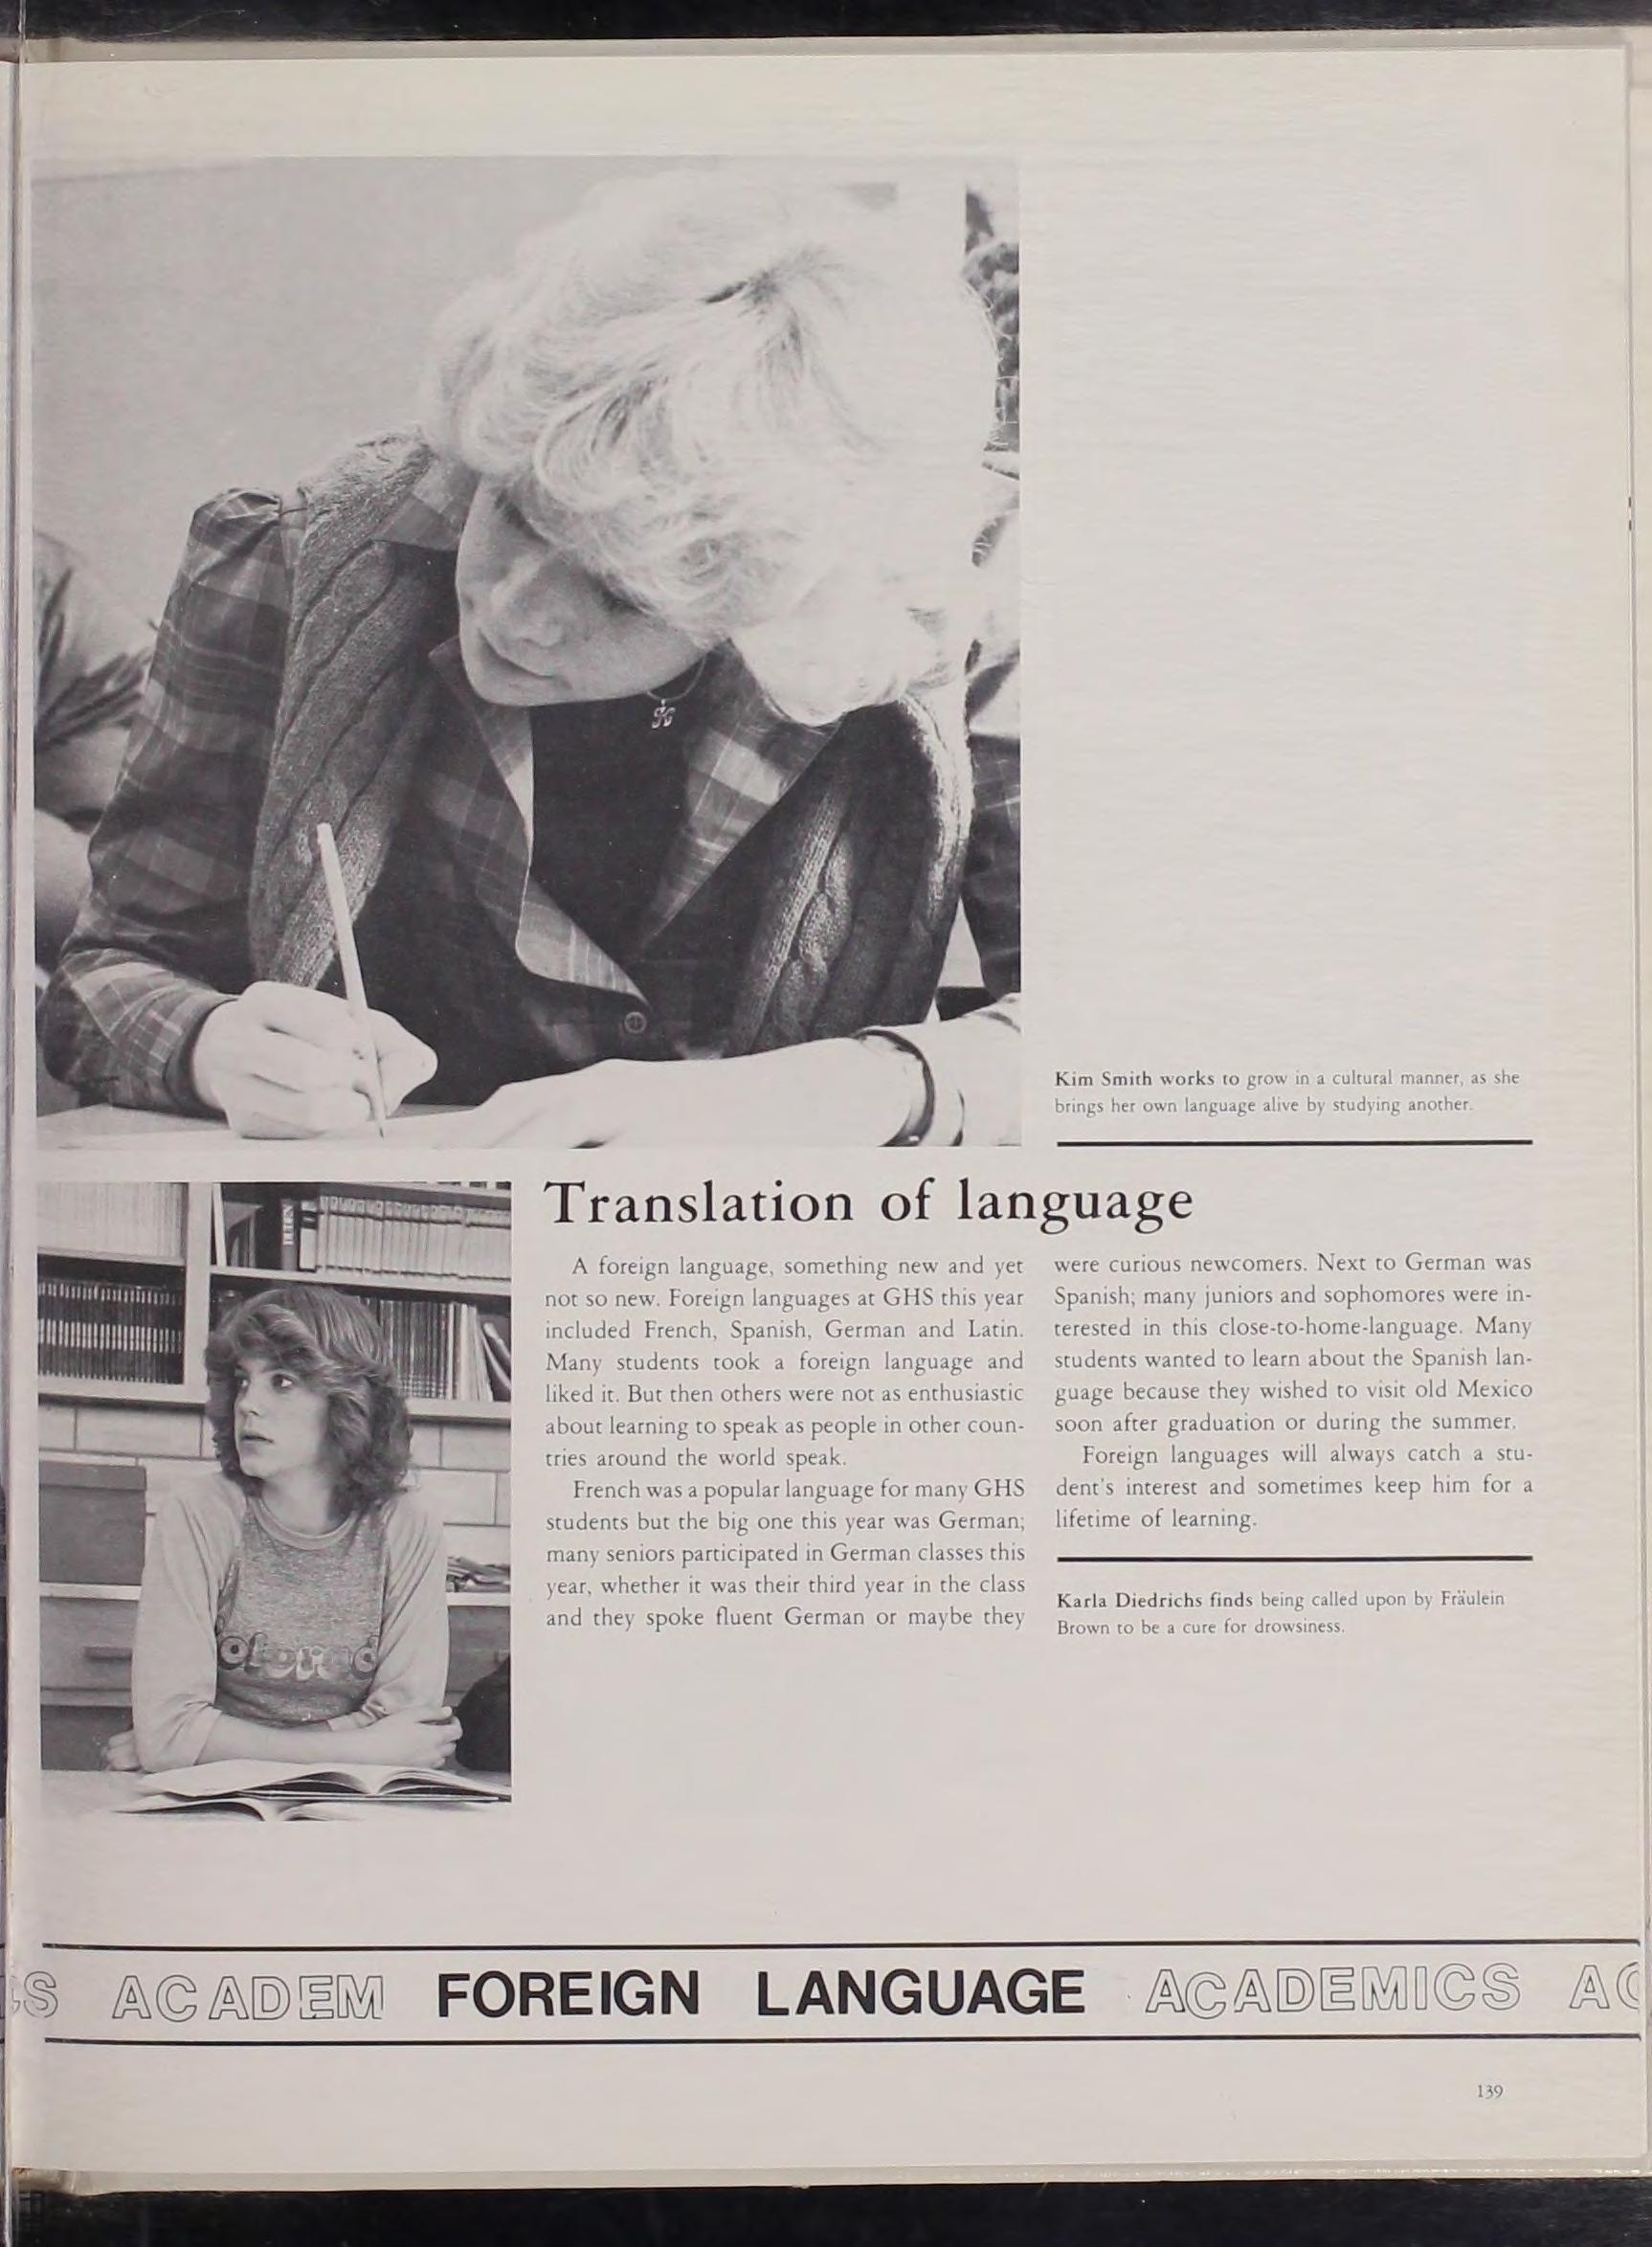 Kim Smith works to grow in a cultural manner, as she
brings her own language alive by studying another.
Translation of language
A foreign language, something new and yet
not so new. Foreign languages at GHS this year
included French, Spanish, German and Latin.
Many students took a foreign language and
liked it. But then others were not as enthusiastic
about learning to speak as people in other coun-
tries around the world speak.
French was a popular language for many GHS
students but the big one this year was German;
many seniors participated in German classes this
year, whether it was their third year in the class
and they spoke fluent German or maybe they
were curious newcomers. Next to German was
Spanish; many juniors and sophomores were in-
terested in this close-to-home-language. Many
students wanted to learn about the Spanish lan-
guage because they wished to visit old Mexico
soon after graduation or during the summer.
Foreign languages will always catch a stu-
dent's interest and sometimes keep him for a
lifetime of learning.
Karla Diedrichs finds being called upon by Fräulein
Brown to be a cure for drowsiness.
S ACADEM FOREIGN LANGUAGE ACADEMICS AC
139